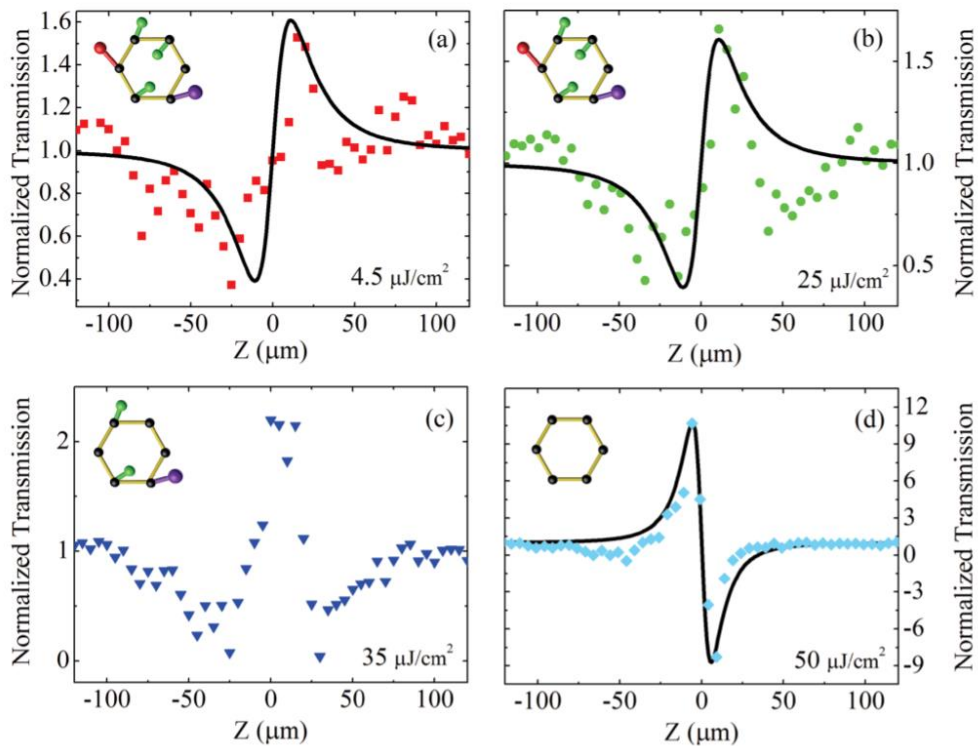 1.6
1.4
1.2
1.0
0.8
0.6
0.4
Normalized Transmission
(a)
4.5 μJ/cm²
-100 -50 0 50 100
Z (μm)
(b)
1.5
1.0
0.5
Normalized Transmission
25 μJ/cm²
-100 -50 0 50 100
Z (μm)
2
1
0
Normalized Transmission
(c)
35 μJ/cm²
-100 -50 0 50 100
Z (μm)
(d)
12
9
6
3
0
-3
-6
-9
Normalized Transmission
50 μJ/cm²
-100 -50 0 50 100
Z (μm)